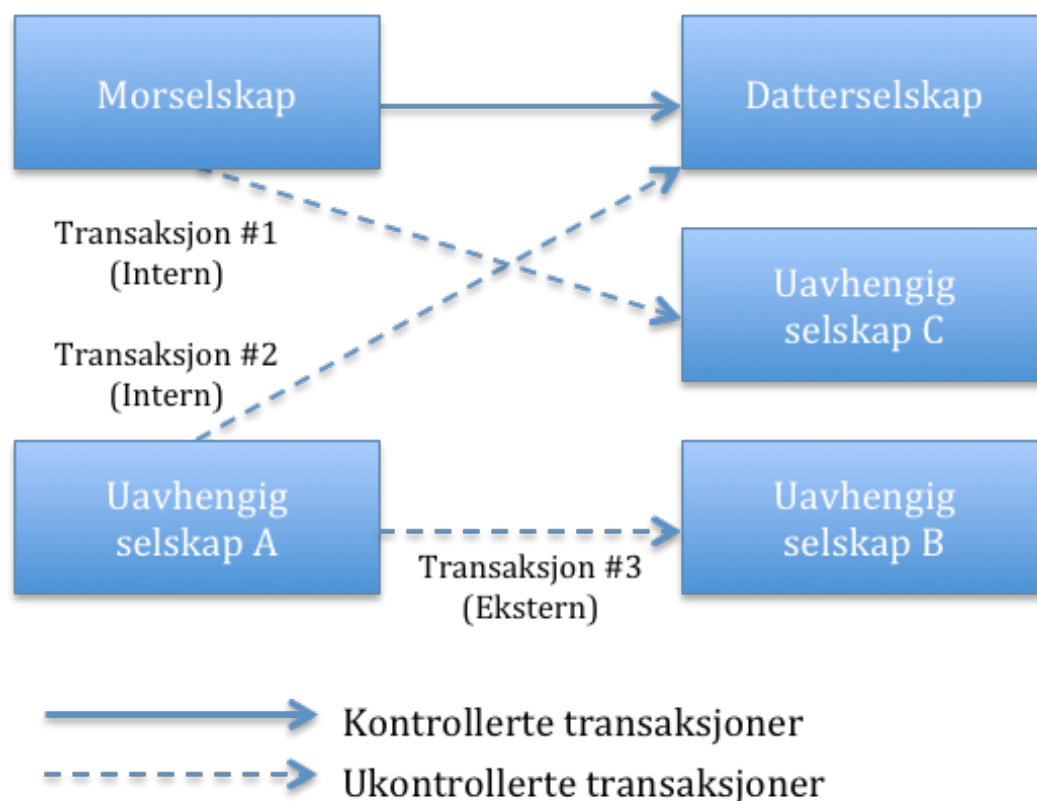 Morselskap
Datterselskap
Transaksjon #1
(Intern)
Uavhengig
selskap C
Transaksjon #2
(Intern)
Uavhengig
selskap A
Uavhengig
selskap B
Transaksjon #3
(Ekstern)
Kontrollerte transaksjoner
Ukontrollerte transaksjoner